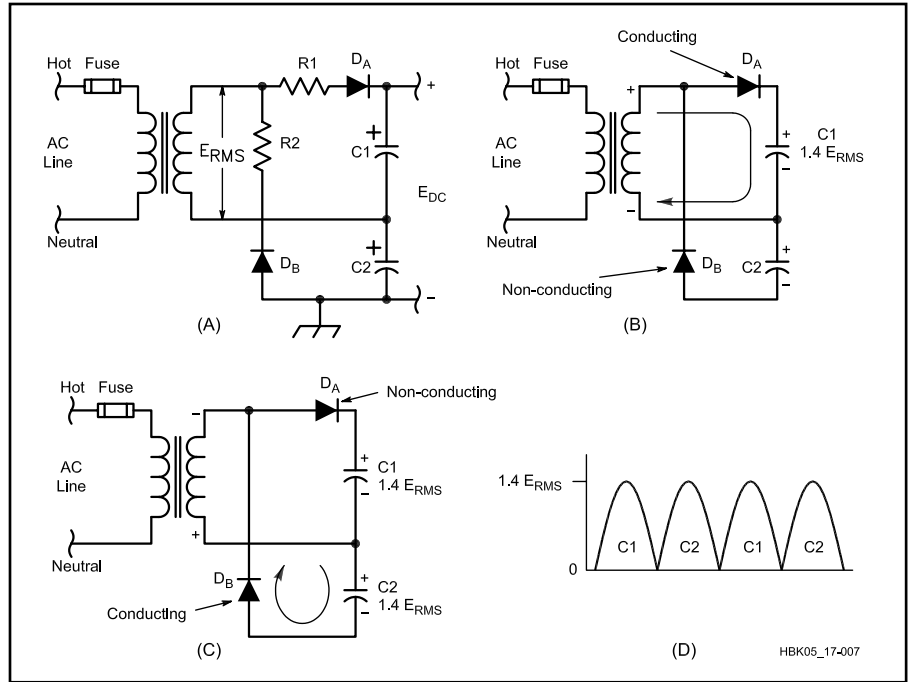 Hot Fuse
R1
DA
+
AC
Line
ERMS
R2
+
C1
EDC
Neutral
DB
+
C2
–
(A)
Conducting
Hot Fuse
DA
+
AC
Line
+
C1
1.4 ERMS
–
–
Neutral
DB
+
C2
–
Non-conducting
(B)
Hot Fuse
DA
Non-conducting
–
AC
Line
+
C1
1.4 ERMS
–
+
Neutral
DB
+
C2
1.4 ERMS
–
Conducting
(C)
1.4 ERMS
C1 C2 C1 C2
0
(D)
HBK05_17-007